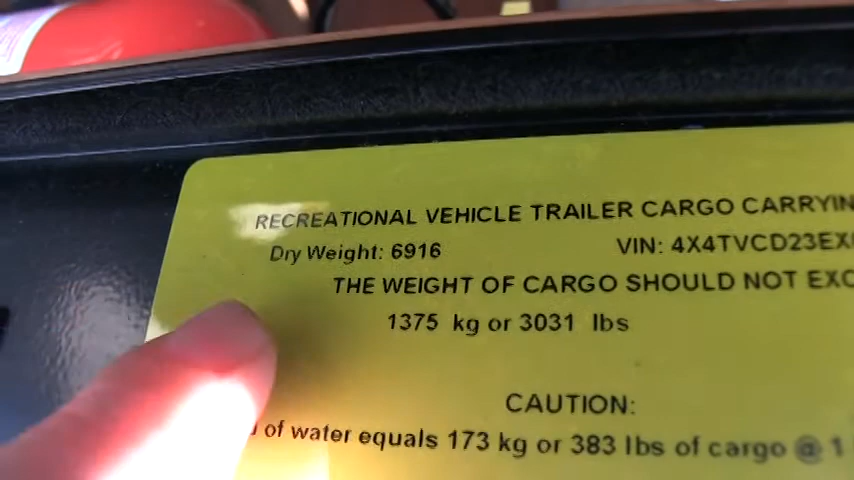 RECREATIONAL VEHICLE TRAILER CARGO CARRYIN
Dry Weight: 6916 VIN: 4X4TVCD23EX
THE WEIGHT OF CARGO SHOULD NOT EXC
1375 kg or 3031 lbs
CAUTION:
of water equals 173 kg or 383 lbs of cargo @ 1